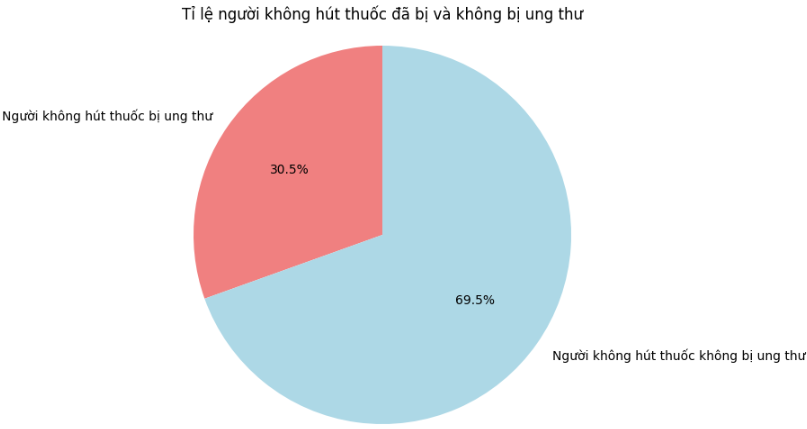 Tỉ lệ người không hút thuốc đã bị và không bị ung thư
Người không hút thuốc bị ung thư
30.5%
69.5%
Người không hút thuốc không bị ung thư